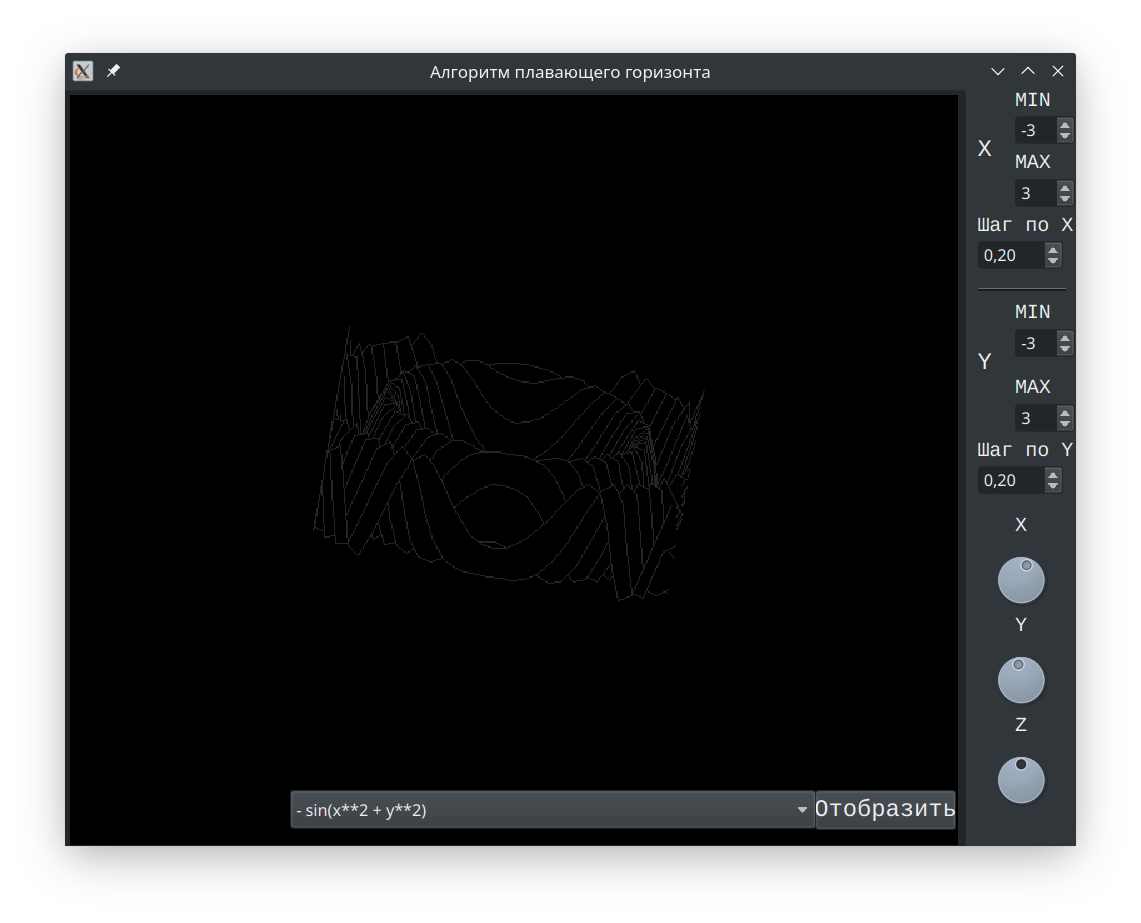 Алгоритм плавающего горизонта
MIN
-3
X
MAX
3
Шаг по X
0,20
MIN
-3
Y
MAX
3
Шаг по Y
0,20
X
Y
Z
- sin(x**2 + y**2)
Отобразить